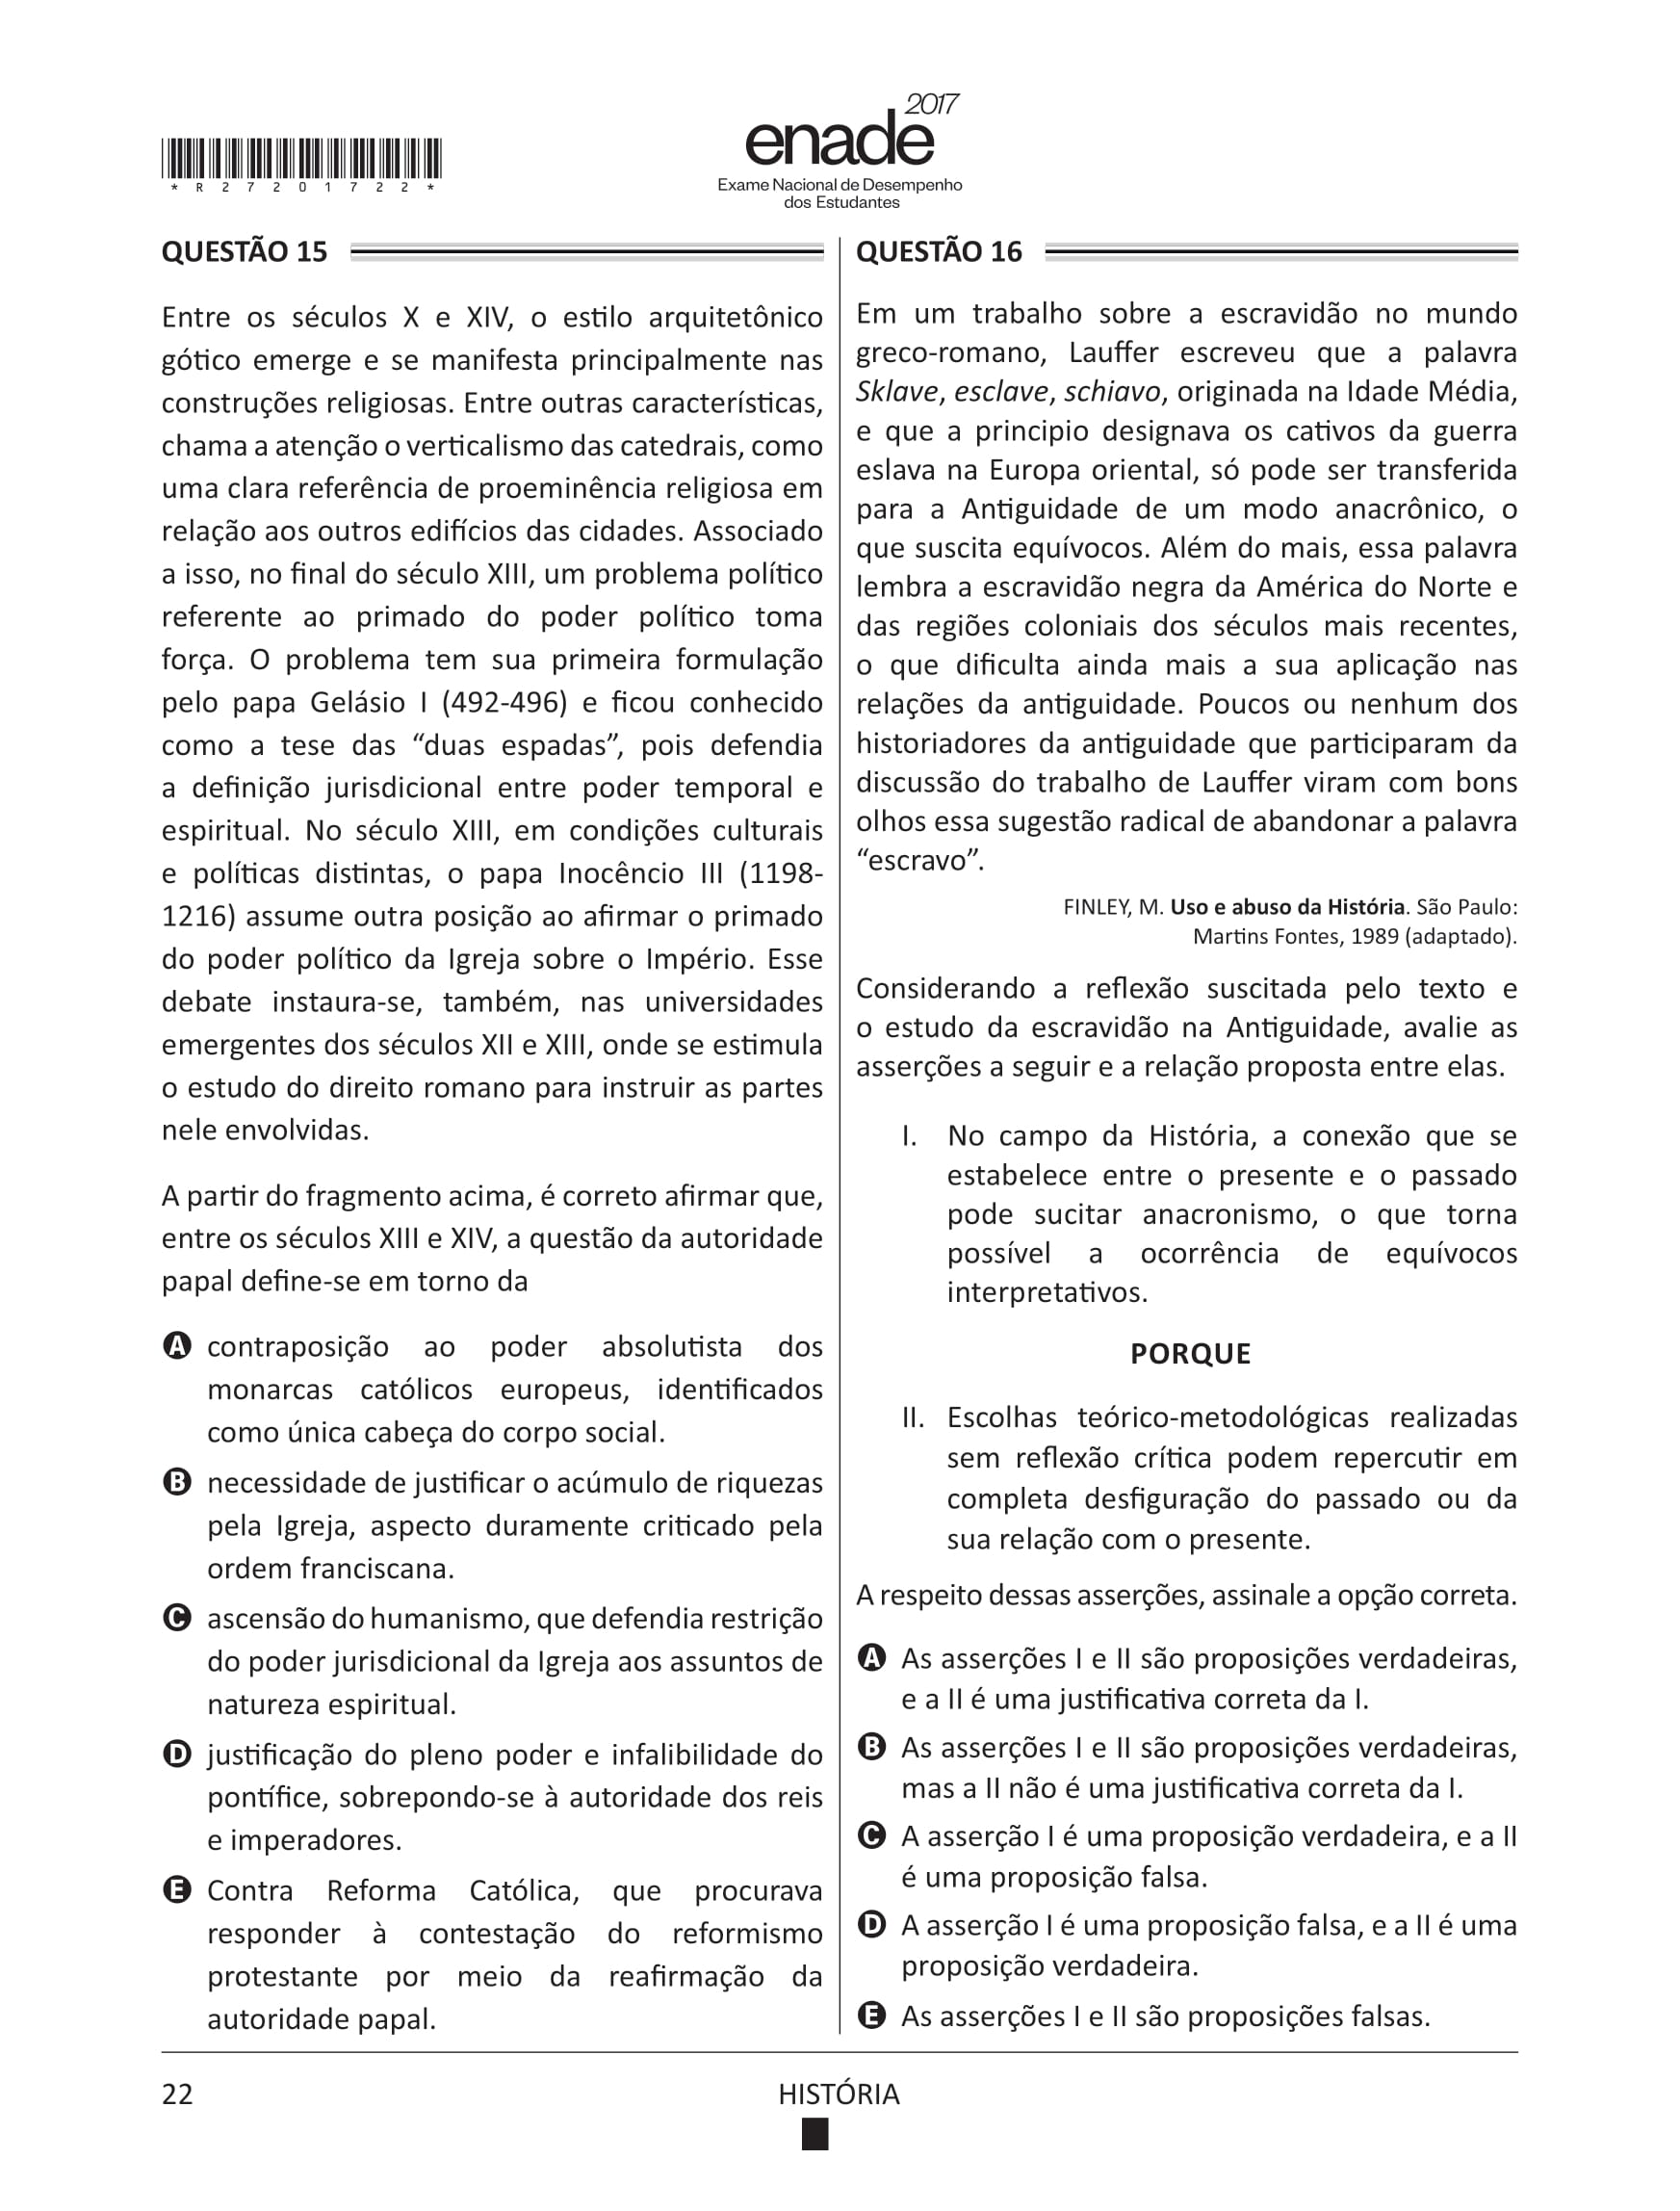 2017
enade
Exame Nacional de Desempenho
dos Estudantes
*R27201722*
QUESTÃO 15
Entre os séculos X e XIV, o estilo arquitetônico
gótico emerge e se manifesta principalmente nas
construções religiosas. Entre outras características,
chama a atenção o verticalismo das catedrais, como
uma clara referência de proeminência religiosa em
relação aos outros edifícios das cidades. Associado
a isso, no final do século XIII, um problema político
referente ao primado do poder político toma
força. O problema tem sua primeira formulação
pelo papa Gelásio I (492-496) e ficou conhecido
como a tese das “duas espadas”, pois defendia
a definição jurisdicional entre poder temporal e
espiritual. No século XIII, em condições culturais
e políticas distintas, o papa Inocêncio III (1198-
1216) assume outra posição ao afirmar o primado
do poder político da Igreja sobre o Império. Esse
debate instaura-se, também, nas universidades
emergentes dos séculos XII e XIII, onde se estimula
o estudo do direito romano para instruir as partes
nele envolvidas.
A partir do fragmento acima, é correto afirmar que,
entre os séculos XIII e XIV, a questão da autoridade
papal define-se em torno da
A contraposição ao poder absolutista dos
monarcas católicos europeus, identificados
como única cabeça do corpo social.
B necessidade de justificar o acúmulo de riquezas
pela Igreja, aspecto duramente criticado pela
ordem franciscana.
C ascensão do humanismo, que defendia restrição
do poder jurisdicional da Igreja aos assuntos de
natureza espiritual.
D justificação do pleno poder e infalibilidade do
pontífice, sobrepondo-se à autoridade dos reis
e imperadores.
E Contra Reforma Católica, que procurava
responder à contestação do reformismo
protestante por meio da reafirmação da
autoridade papal.
QUESTÃO 16
Em um trabalho sobre a escravidão no mundo
greco-romano, Lauffer escreveu que a palavra
Sklave, esclave, schiavo, originada na Idade Média,
e que a principio designava os cativos da guerra
eslava na Europa oriental, só pode ser transferida
para a Antiguidade de um modo anacrônico, o
que suscita equívocos. Além do mais, essa palavra
lembra a escravidão negra da América do Norte e
das regiões coloniais dos séculos mais recentes,
o que dificulta ainda mais a sua aplicação nas
relações da antiguidade. Poucos ou nenhum dos
historiadores da antiguidade que participaram da
discussão do trabalho de Lauffer viram com bons
olhos essa sugestão radical de abandonar a palavra
“escravo”.
FINLEY, M. Uso e abuso da História. São Paulo:
Martins Fontes, 1989 (adaptado).
Considerando a reflexão suscitada pelo texto e
o estudo da escravidão na Antiguidade, avalie as
asserções a seguir e a relação proposta entre elas.
I. No campo da História, a conexão que se
estabelece entre o presente e o passado
pode sucitar anacronismo, o que torna
possível a ocorrência de equívocos
interpretativos.
PORQUE
II. Escolhas teórico-metodológicas realizadas
sem reflexão crítica podem repercutir em
completa desfiguração do passado ou da
sua relação com o presente.
A respeito dessas asserções, assinale a opção correta.
A As asserções I e II são proposições verdadeiras,
e a II é uma justificativa correta da I.
B As asserções I e II são proposições verdadeiras,
mas a II não é uma justificativa correta da I.
C A asserção I é uma proposição verdadeira, e a II
é uma proposição falsa.
D A asserção I é uma proposição falsa, e a II é uma
proposição verdadeira.
E As asserções I e II são proposições falsas.
22
HISTÓRIA